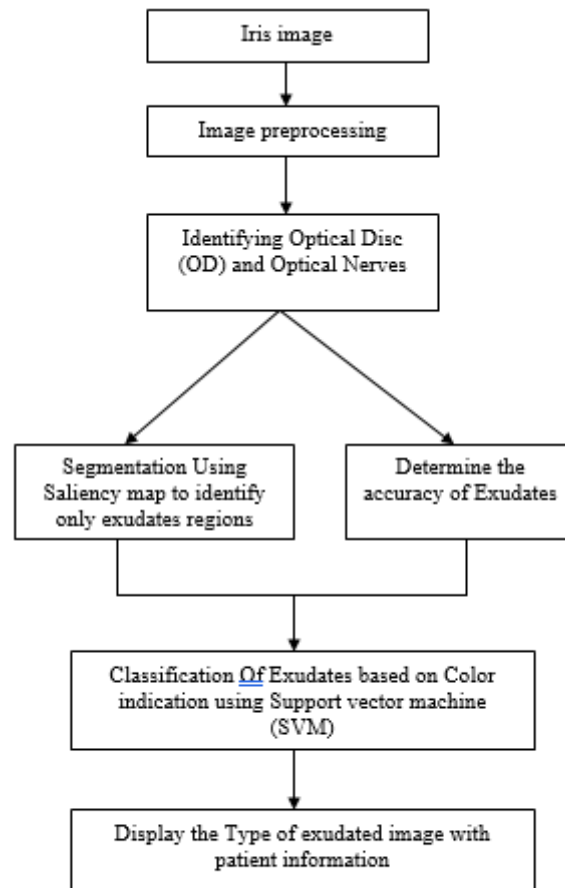 Iris image
Image preprocessing
Identifying Optical Disc
(OD) and Optical Nerves
Segmentation Using
Saliency map to identify
only exudates regions
Determine the
accuracy of Exudates
Classification Of Exudates based on Color
indication using Support vector machine
(SVM)
Display the Type of exudated image with
patient information